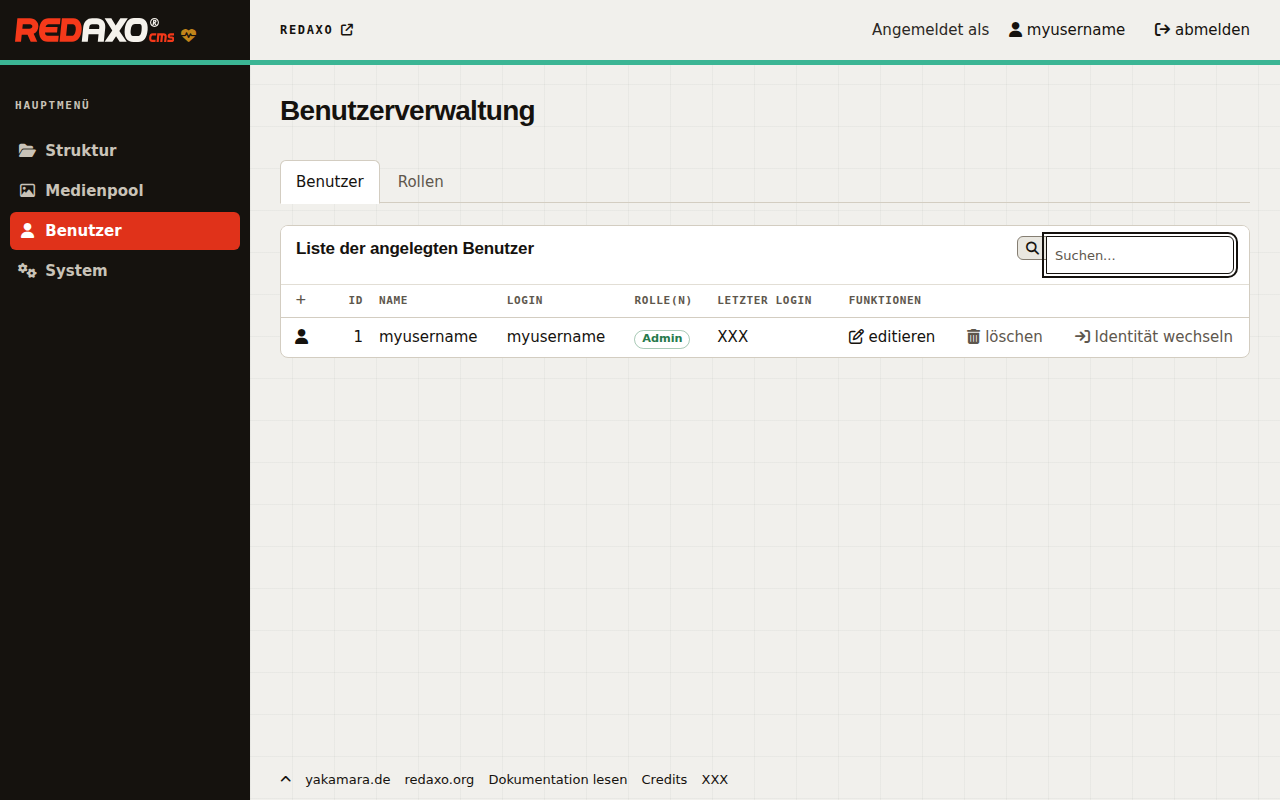 REDAXO® cms
REDAXO
Angemeldet als myusername abmelden
HAUPTMENÜ
Struktur
Medienpool
Benutzer
System
Benutzerverwaltung
Benutzer Rollen
Liste der angelegten Benutzer
Suchen...
+ ID NAME LOGIN ROLLE(N) LETZTER LOGIN FUNKTIONEN
1 myusername myusername Admin XXX editieren löschen Identität wechseln
yakamara.de redaxo.org Dokumentation lesen Credits XXX